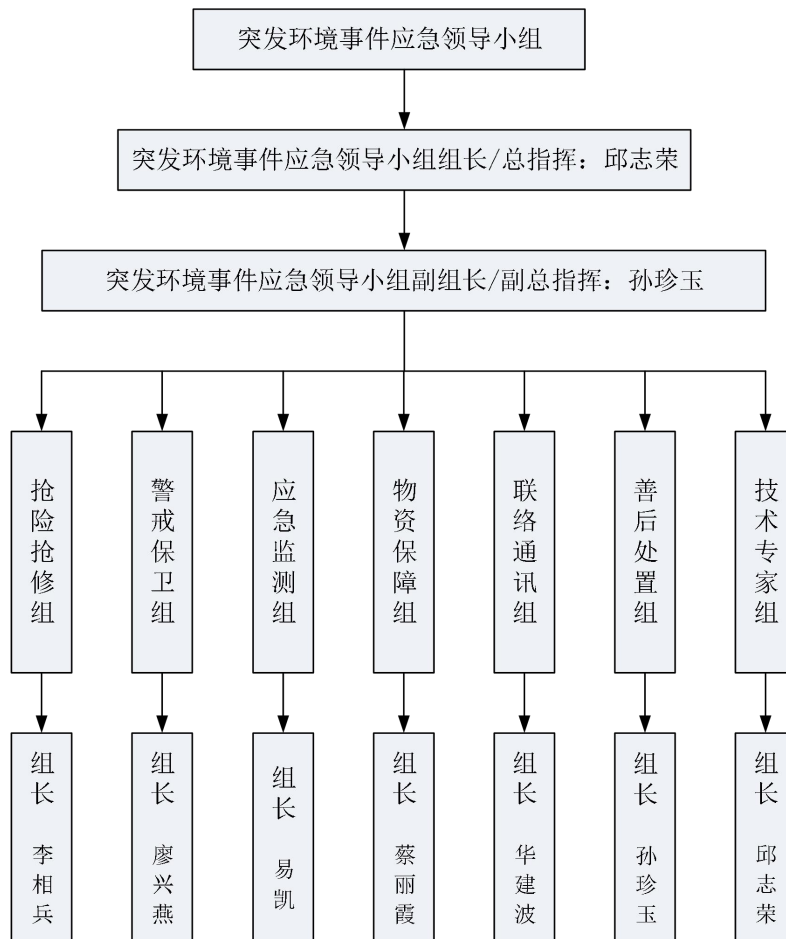 突发环境事件应急领导小组
突发环境事件应急领导小组组长/总指挥：邱志荣
突发环境事件应急领导小组副组长/副总指挥：孙珍玉
抢险抢修组
警戒保卫组
应急监测组
物资保障组
联络通讯组
善后处置组
技术专家组
组长 李相兵
组长 廖兴燕
组长 易凯
组长 蔡丽霞
组长 华建波
组长 孙珍玉
组长 邱志荣